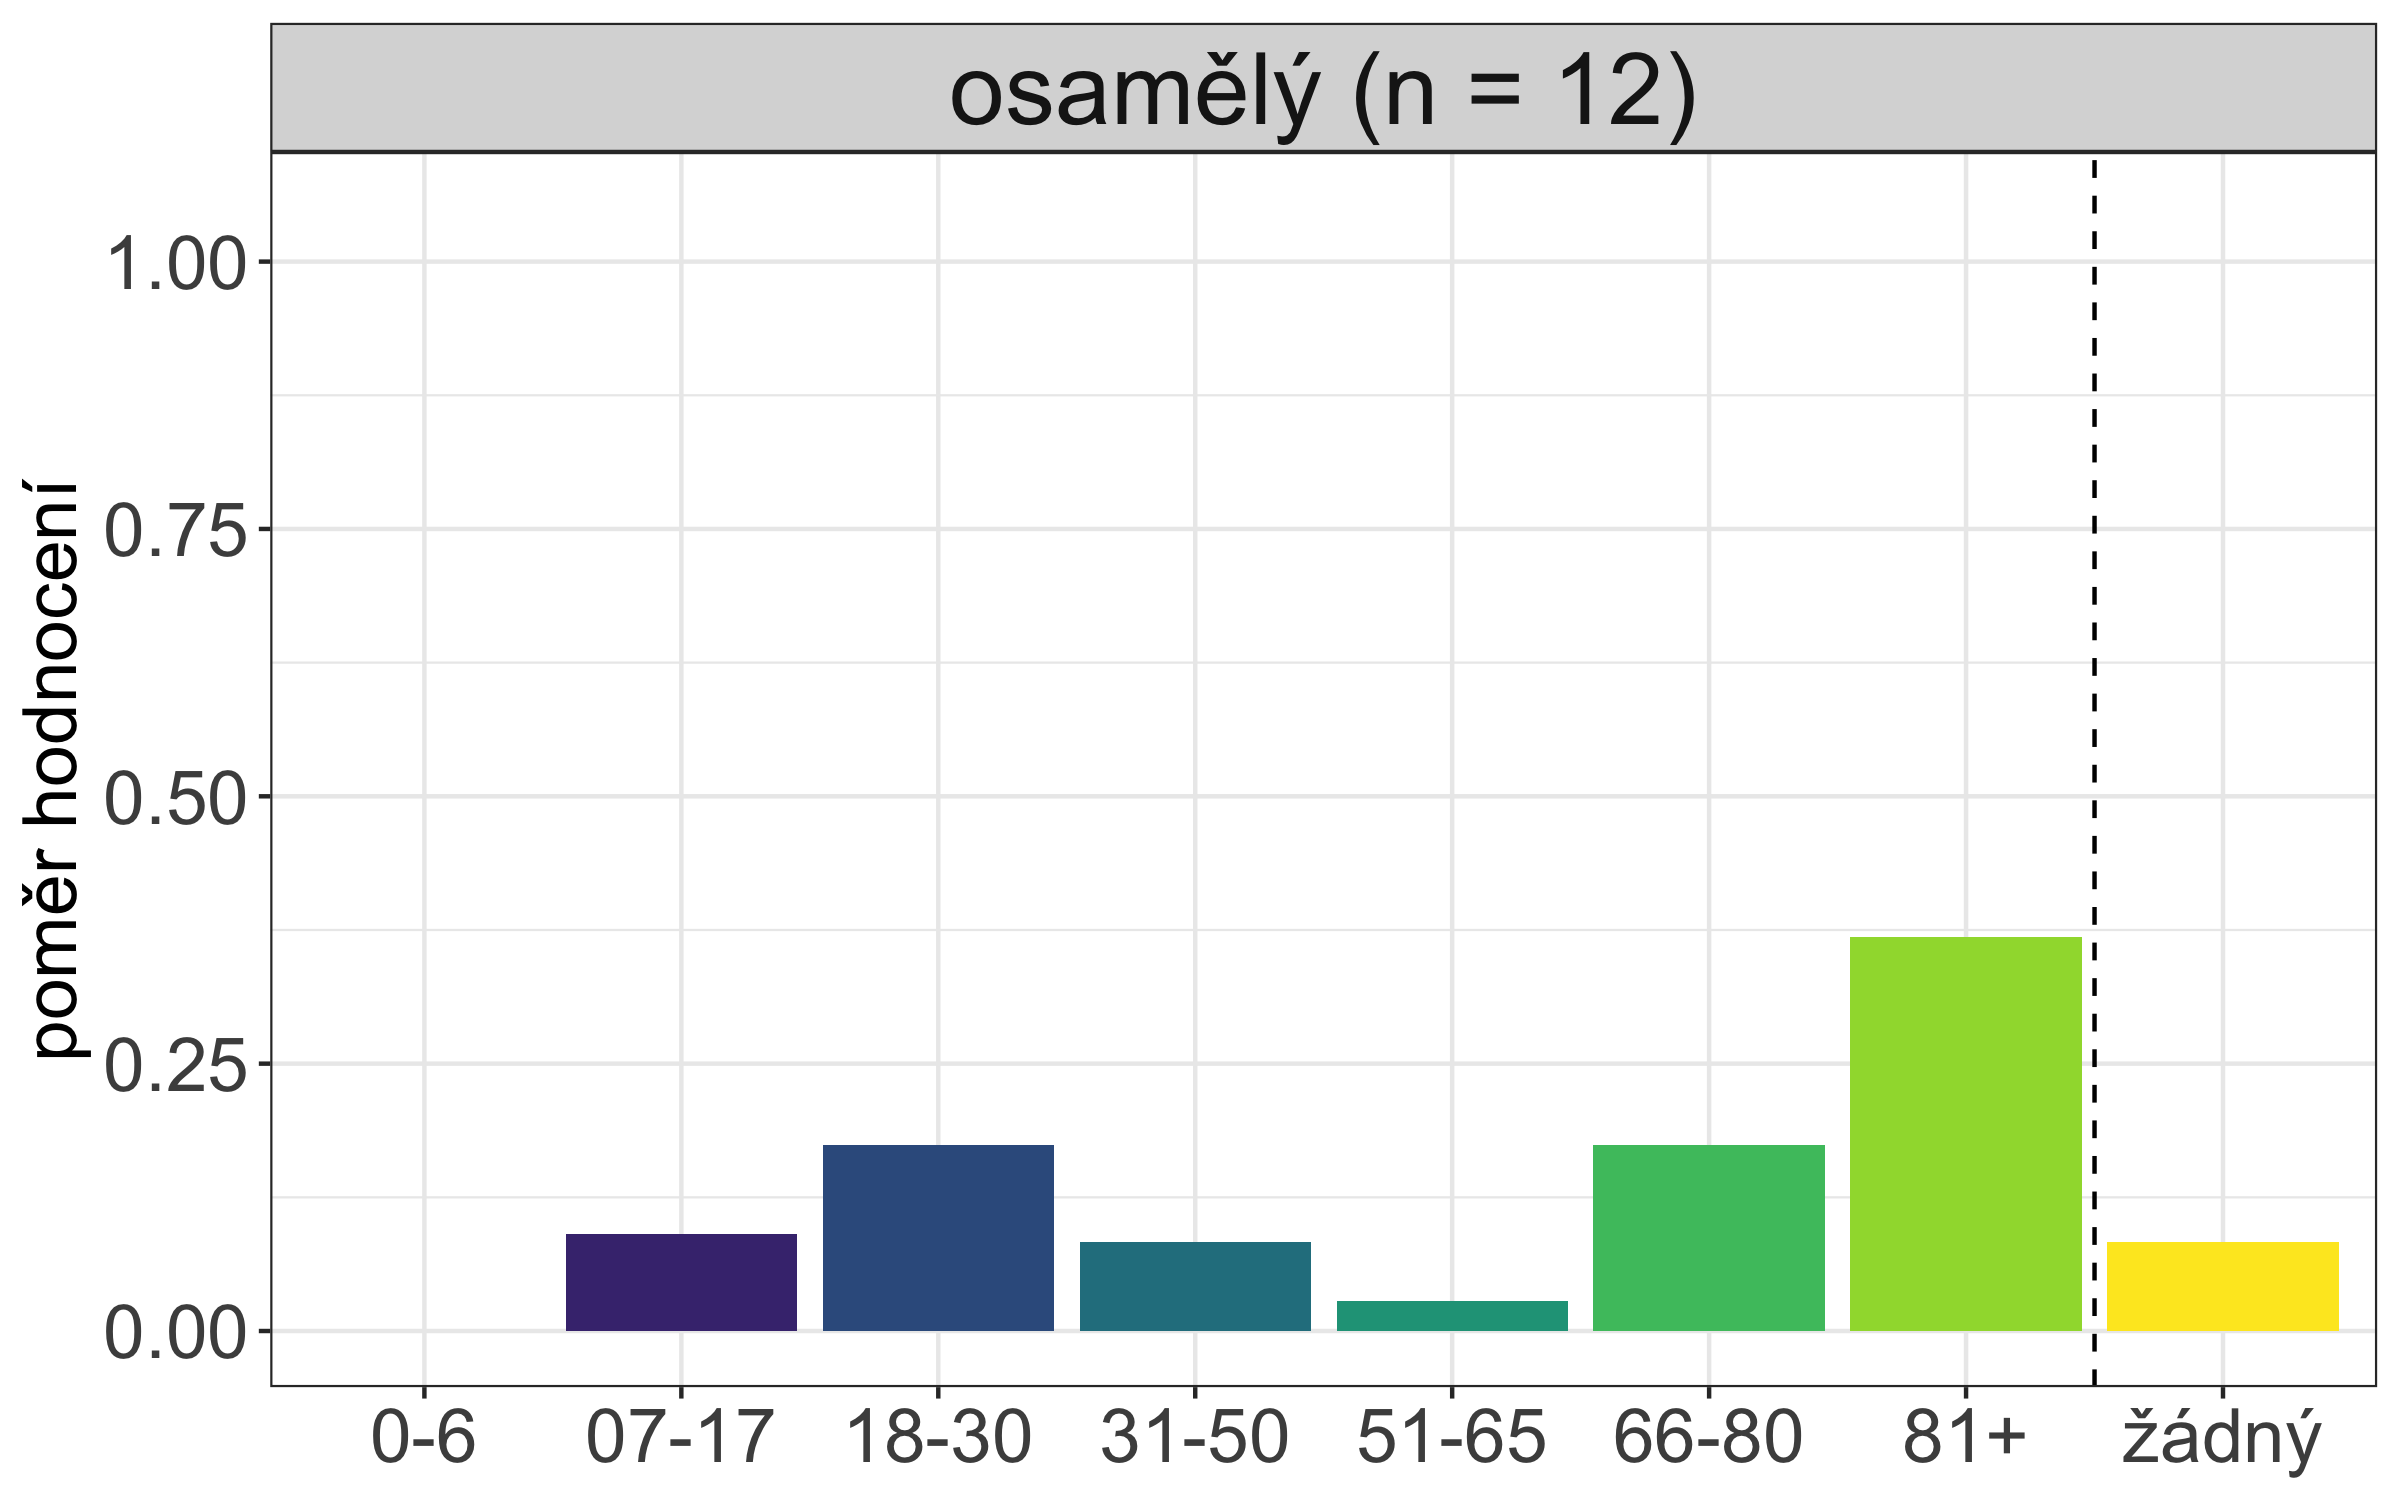 osamělý (n = 12)
poměr hodnocení
1.00
0.75
0.50
0.25
0.00
0-6 07-17 18-30 31-50 51-65 66-80 81+ žádný